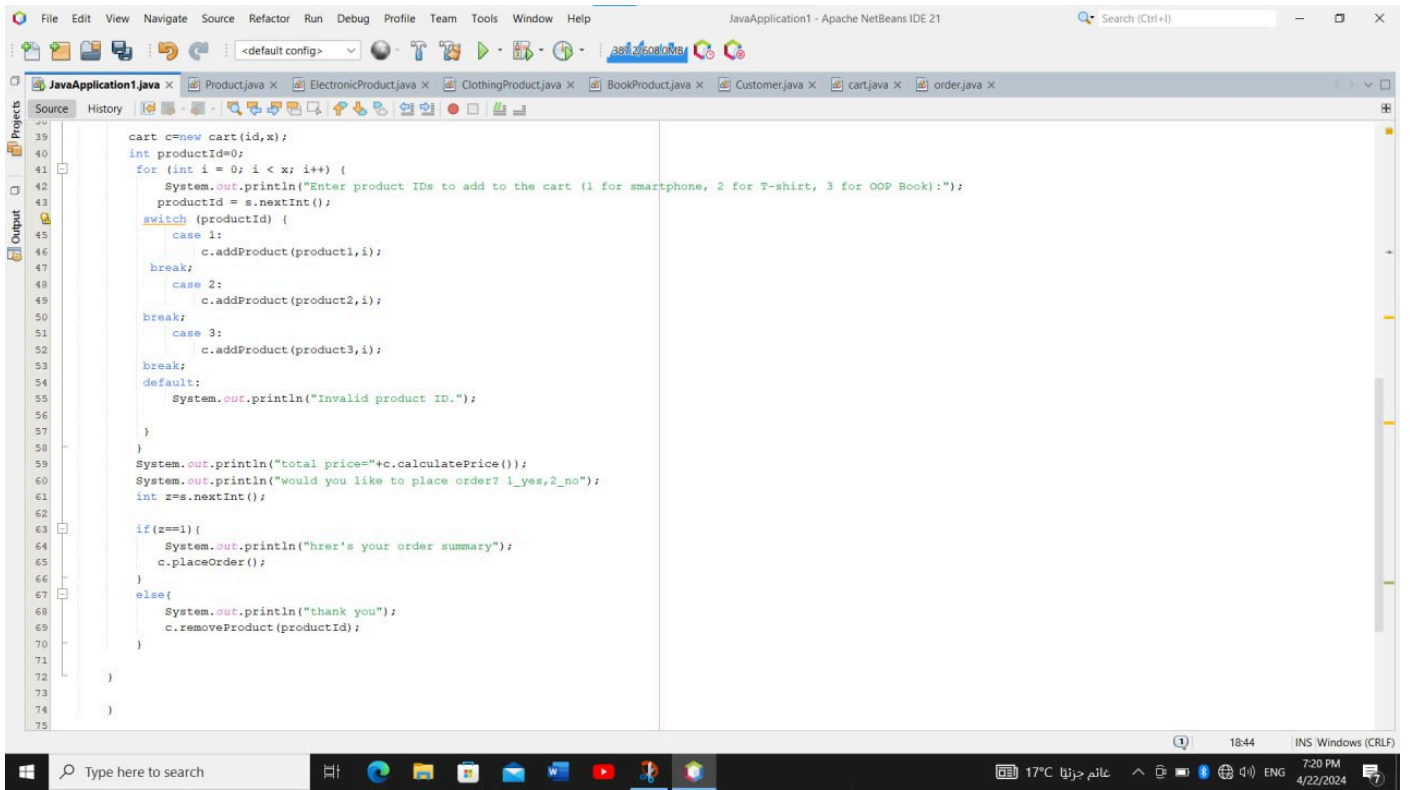 File Edit View Navigate Source Refactor Run Debug Profile Team Tools Window Help JavaApplication1 - Apache NetBeans IDE 21 Search (Ctrl+I)
<default config>
JavaApplication1.java Product.java ElectronicProduct.java ClothingProduct.java BookProduct.java Customer.java cart.java order.java
Source History
Projects
Output
39 cart c=new cart(id,x);
40 int productId=0;
41 for (int i = 0; i < x; i++) {
42 System.out.println("Enter product IDs to add to the cart (1 for smartphone, 2 for T-shirt, 3 for OOP Book):");
43 productId = s.nextInt();
switch (productId) {
45 case 1:
46 c.addProduct(product1,i);
47 break;
48 case 2:
49 c.addProduct(product2,i);
50 break;
51 case 3:
52 c.addProduct(product3,i);
53 break;
54 default:
55 System.out.println("Invalid product ID.");
56
57 }
58 }
59 System.out.println("total price="+c.calculatePrice());
60 System.out.println("would you like to place order? 1_yes,2_no");
61 int z=s.nextInt();
62
63 if(z==1){
64 System.out.println("hrer's your order summary");
65 c.placeOrder();
66 }
67 else{
68 System.out.println("thank you");
69 c.removeProduct(productId);
70 }
71
72 }
73
74 }
75
1 18:44 INS Windows (CRLF)
Type here to search 17°C غائم جزئيًا ENG 7:20 PM
4/22/2024 7